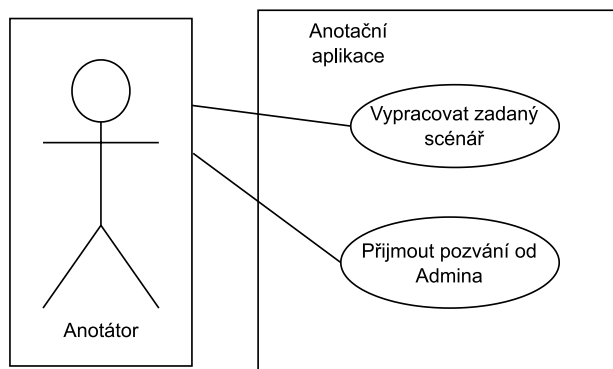 Anotační
aplikace
Vypracovat zadaný
scénář
Přijmout pozvání od
Admina
Anotátor